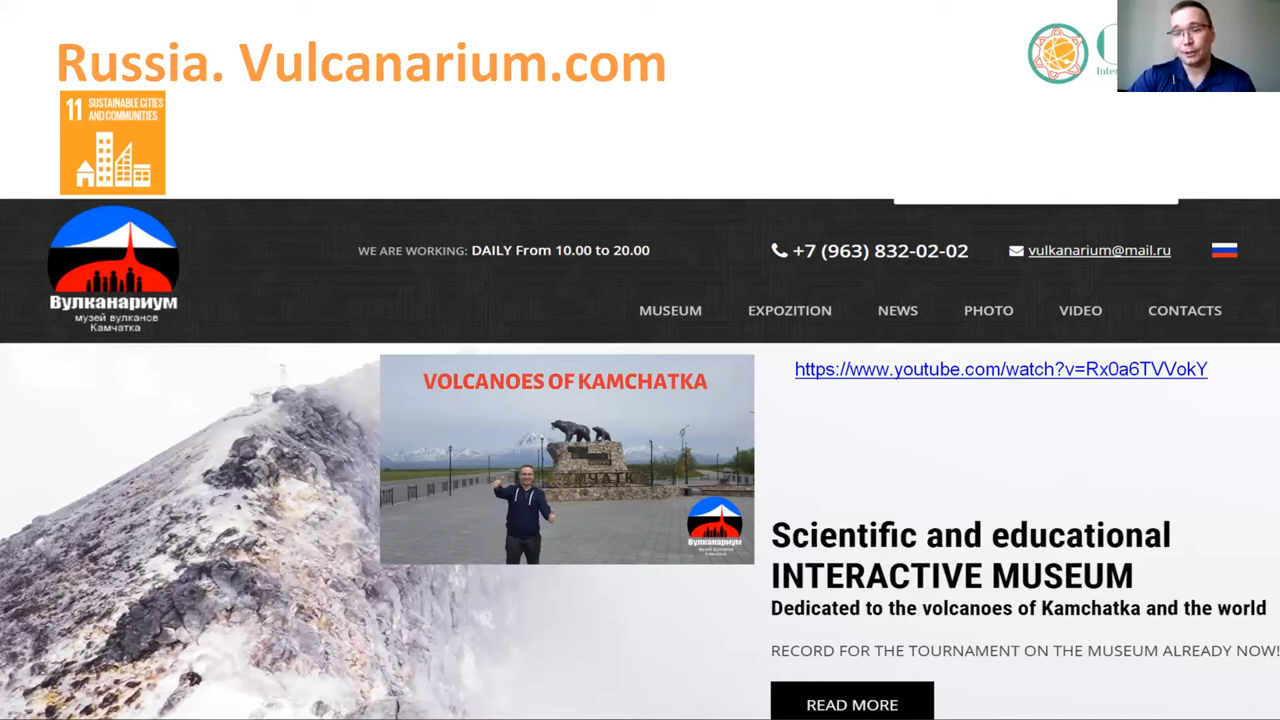 Russia. Vulcanarium.com
11 SUSTAINABLE CITIES
AND COMMUNITIES
Вулканариум
музей вулканов
Камчатка
WE ARE WORKING: DAILY From 10.00 to 20.00
+7 (963) 832-02-02
vulkanarium@mail.ru
MUSEUM
EXPOZITION
NEWS
PHOTO
VIDEO
CONTACTS
VOLCANOES OF KAMCHATKA
Вулканариум
https://www.youtube.com/watch?v=Rx0a6TVVokY
Scientific and educational
INTERACTIVE MUSEUM
Dedicated to the volcanoes of Kamchatka and the world
RECORD FOR THE TOURNAMENT ON THE MUSEUM ALREADY NOW!
READ MORE